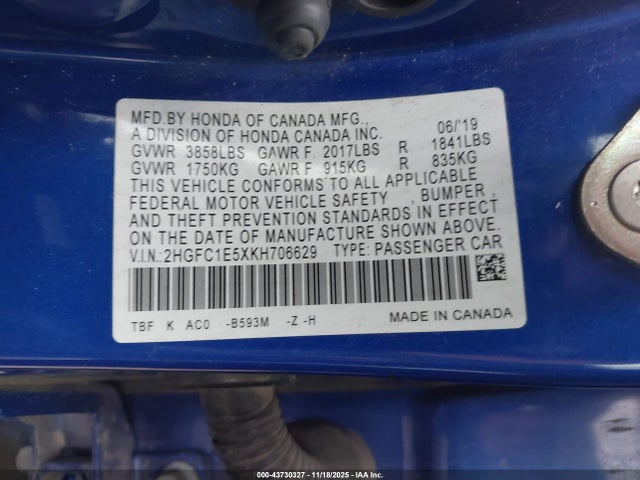 MFD.BY HONDA OF CANADA MFG.,
A DIVISION OF HONDA CANADA INC. 06/'19
GVWR 3858LBS GAWR F. 2017LBS R 1841LBS
GVWR 1750KG GAWR F. 915KG R 835KG
THIS VEHICLE CONFORMS TO ALL APPLICABLE
FEDERAL MOTOR VEHICLE SAFETY , BUMPER ,
AND THEFT PREVENTION STANDARDS IN EFFECT
ON THE DATE OF MANUFACTURE SHOWN ABOVE.
V.I.N.: 2HGFC1E5XKH706629 TYPE: PASSENGER CAR
TBF K AC0 -B593M -Z -H MADE IN CANADA
000-43730327 - 11/18/2025 - IAA Inc.